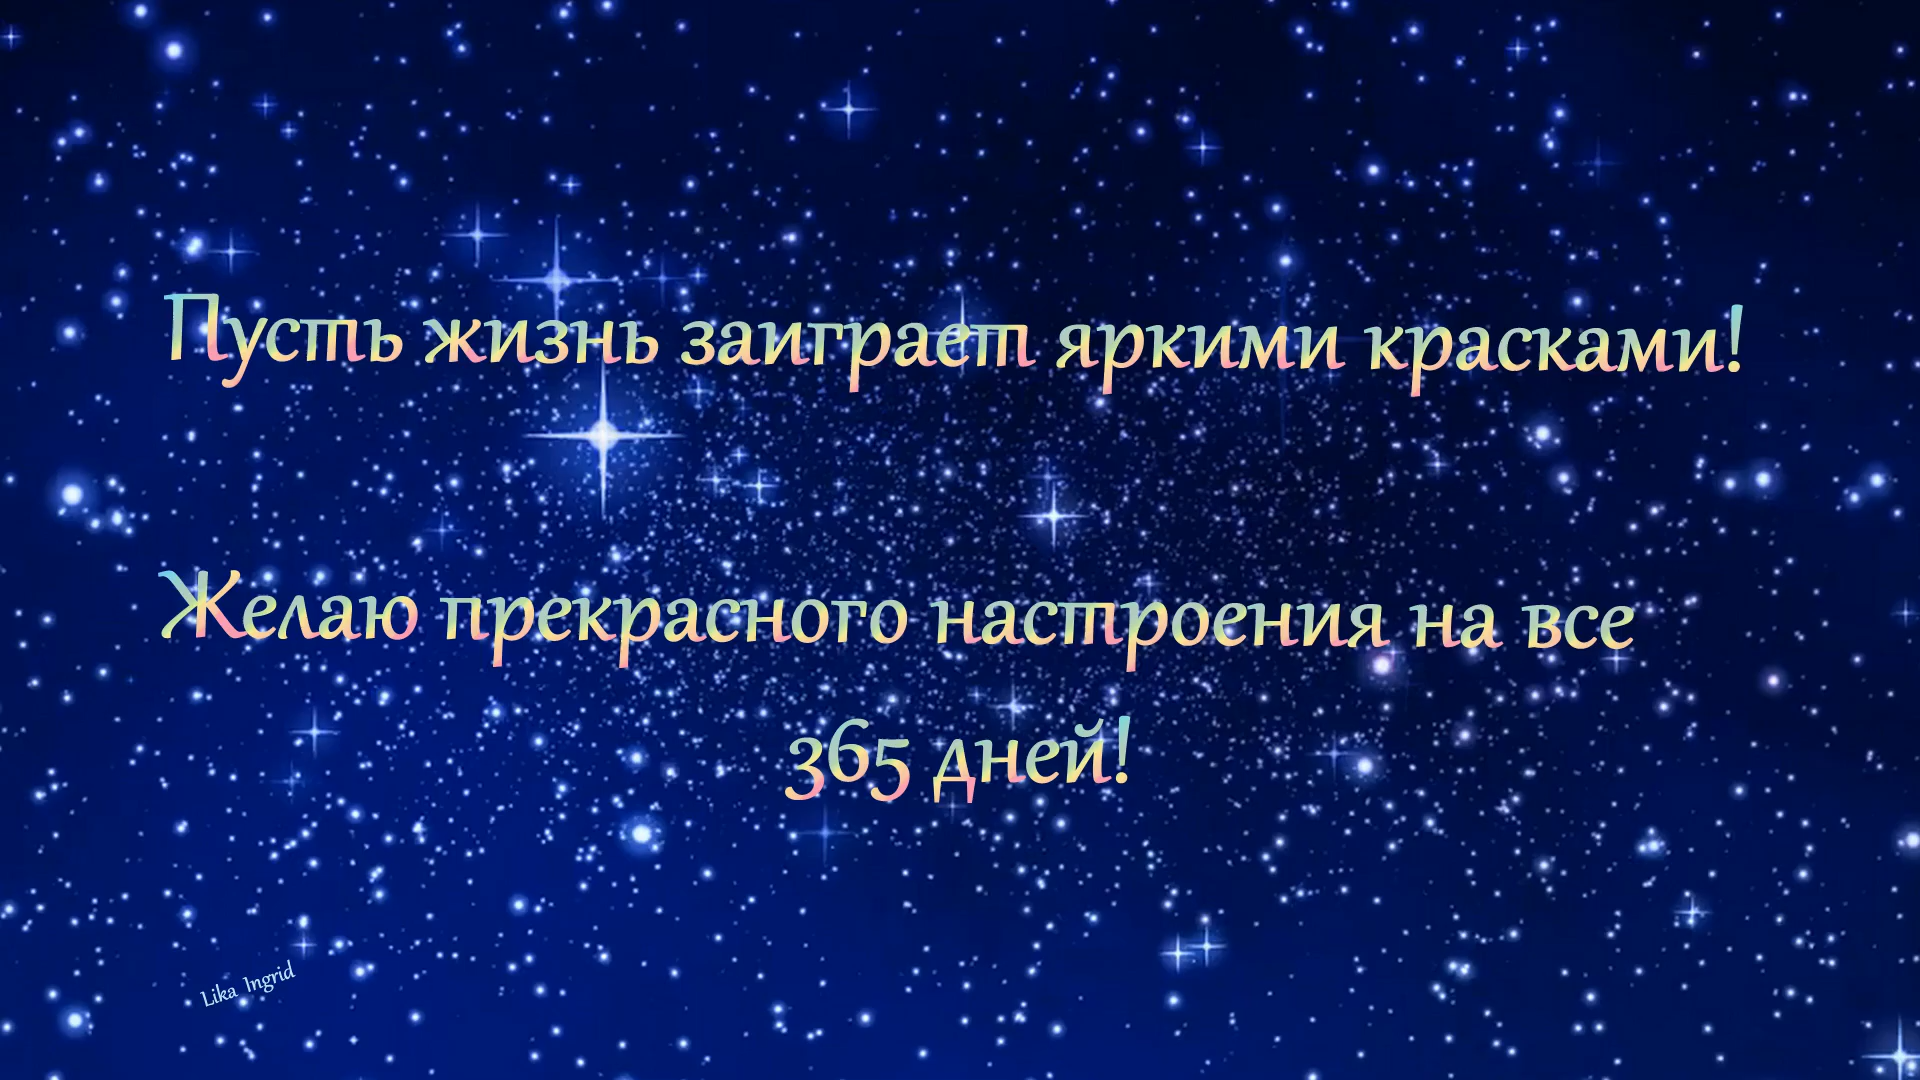 Пусть жизнь заиграет яркими красками!
Желаю прекрасного настроения на все
365 дней!
Lika Ingrid